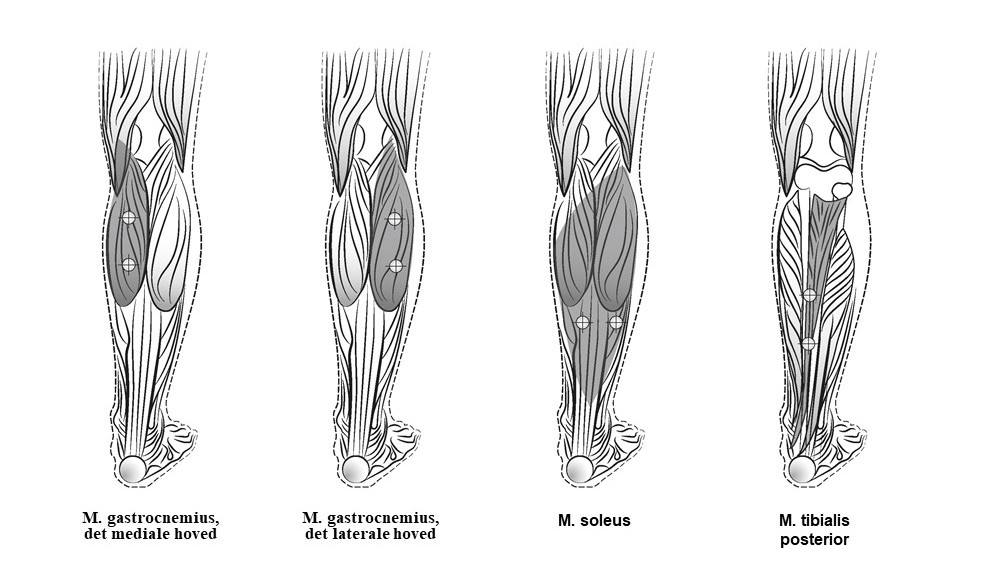 M. gastrocnemius,
det mediale hoved
M. gastrocnemius,
det laterale hoved
M. soleus
M. tibialis
posterior